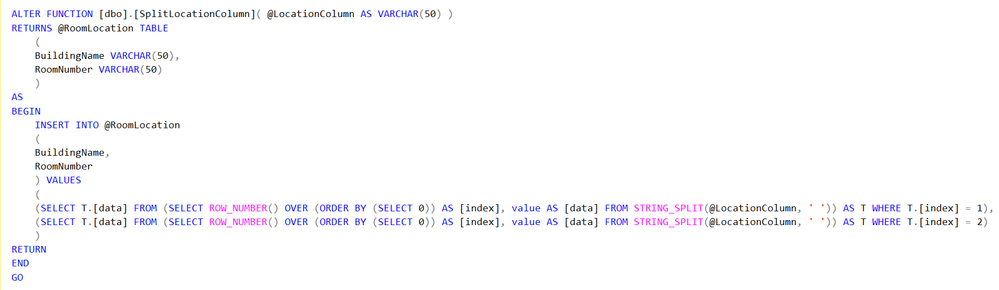 ALTER FUNCTION [dbo].[SplitLocationColumn]( @LocationColumn AS VARCHAR(50) )
RETURNS @RoomLocation TABLE
(
BuildingName VARCHAR(50),
RoomNumber VARCHAR(50)
)
AS
BEGIN
INSERT INTO @RoomLocation
(
BuildingName,
RoomNumber
) VALUES
(
(SELECT T.[data] FROM (SELECT ROW_NUMBER() OVER (ORDER BY (SELECT 0)) AS [index], value AS [data] FROM STRING_SPLIT(@LocationColumn, ' ')) AS T WHERE T.[index] = 1),
(SELECT T.[data] FROM (SELECT ROW_NUMBER() OVER (ORDER BY (SELECT 0)) AS [index], value AS [data] FROM STRING_SPLIT(@LocationColumn, ' ')) AS T WHERE T.[index] = 2)
)
RETURN
END
GO